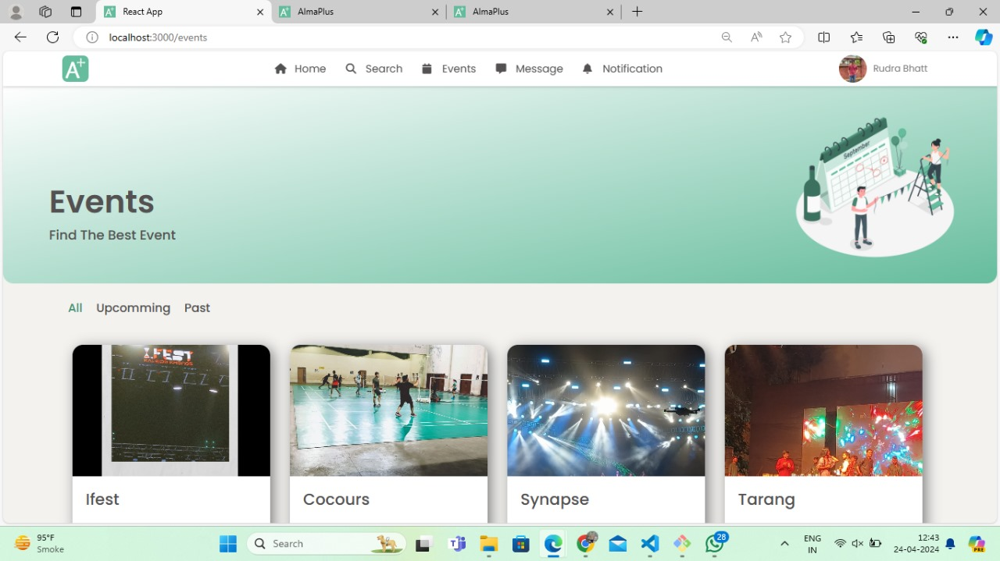 React App
AlmaPlus
AlmaPlus
localhost:3000/events
A+
Home
Search
Events
Message
Notification
Rudra Bhatt
September
Events
Find The Best Event
All
Upcomming
Past
I.FEST
Ifest
Cocours
Synapse
Tarang
95°F
Smoke
Search
28
PRE
ENG
IN
12:43
24-04-2024